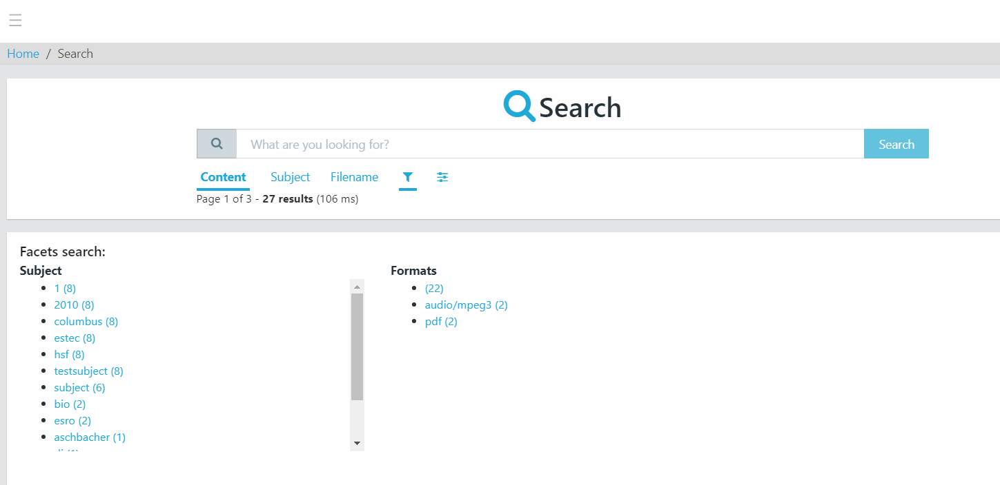 Home / Search
Search
What are you looking for?
Search
Content Subject Filename
Page 1 of 3 - 27 results (106 ms)
Facets search:
Subject
1 (8)
2010 (8)
columbus (8)
estec (8)
hsf (8)
testsubject (8)
subject (6)
bio (2)
esro (2)
aschbacher (1)
Formats
(22)
audio/mpeg3 (2)
pdf (2)